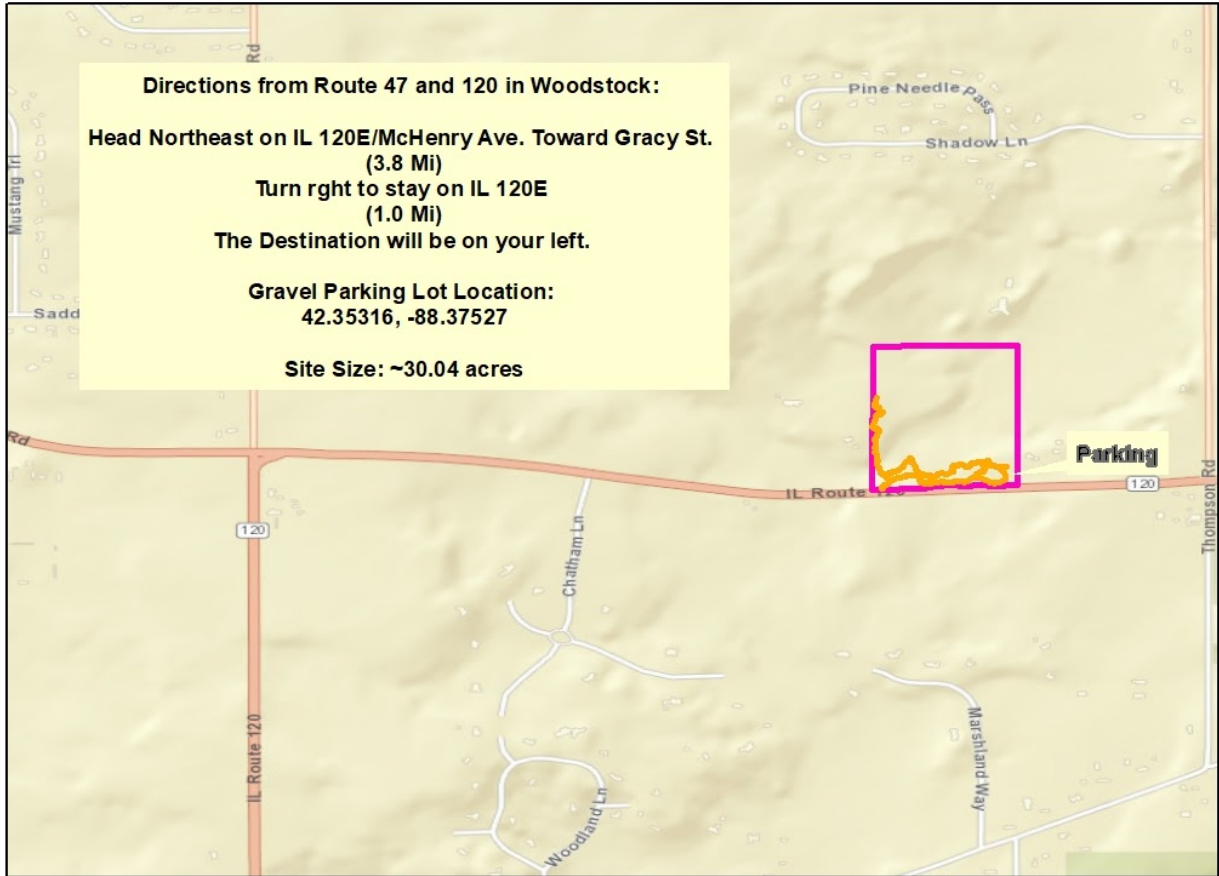 Rd
Directions from Route 47 and 120 in Woodstock:
Head Northeast on IL 120E/McHenry Ave. Toward Gracy St.
(3.8 Mi)
Turn rght to stay on IL 120E
(1.0 Mi)
The Destination will be on your left.
Gravel Parking Lot Location:
42.35316, -88.37527
Site Size: ~30.04 acres
Pine Needle Pass
Shadow Ln
Mustang Trl
Sadd
Rd
Parking
IL Route 120
120
Thompson Rd
120
Chatham Ln
IL Route 120
Marshland Way
Woodland Ln